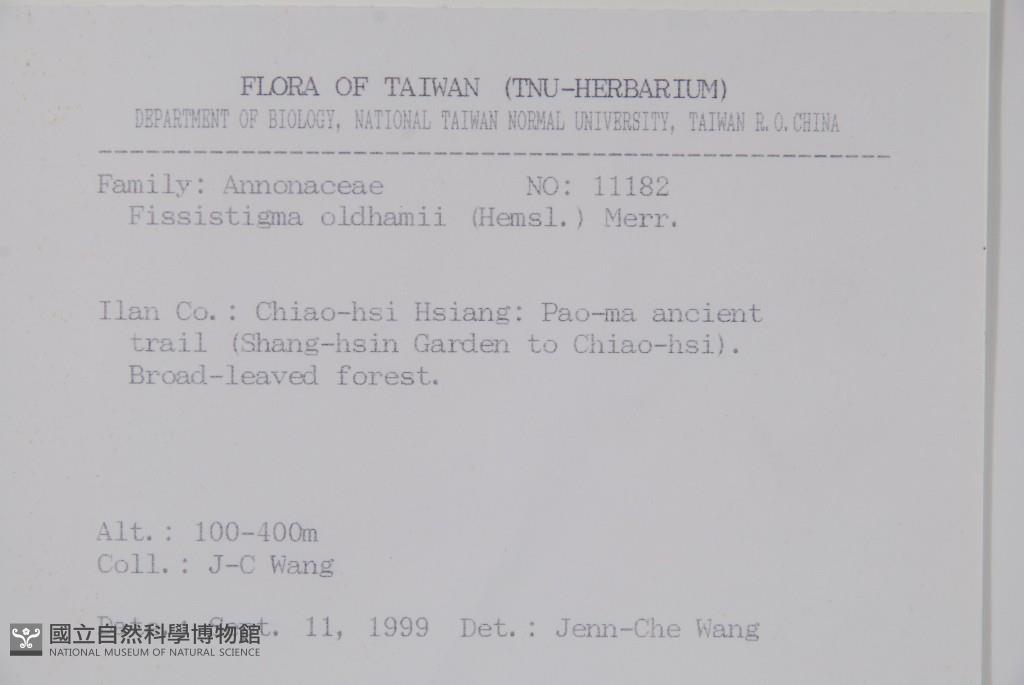 FLORA OF TAIWAN (TNU-HERBARIUM)
DEPARTMENT OF BIOLOGY, NATIONAL TAIWAN NORMAL UNIVERSITY, TAIWAN R.O.CHINA
Family: Annonaceae NO: 11182
Fissistigma oldhamii (Hemsl.) Merr.
Ilan Co.: Chiao-hsi Hsiang: Pao-ma ancient
trail (Shang-hsin Garden to Chiao-hsi).
Broad-leaved forest.
Alt.: 100-400m
Coll.: J-C Wang
Date.: Sept. 11, 1999 Det.: Jenn-Che Wang
國立自然科學博物館
NATIONAL MUSEUM OF NATURAL SCIENCE